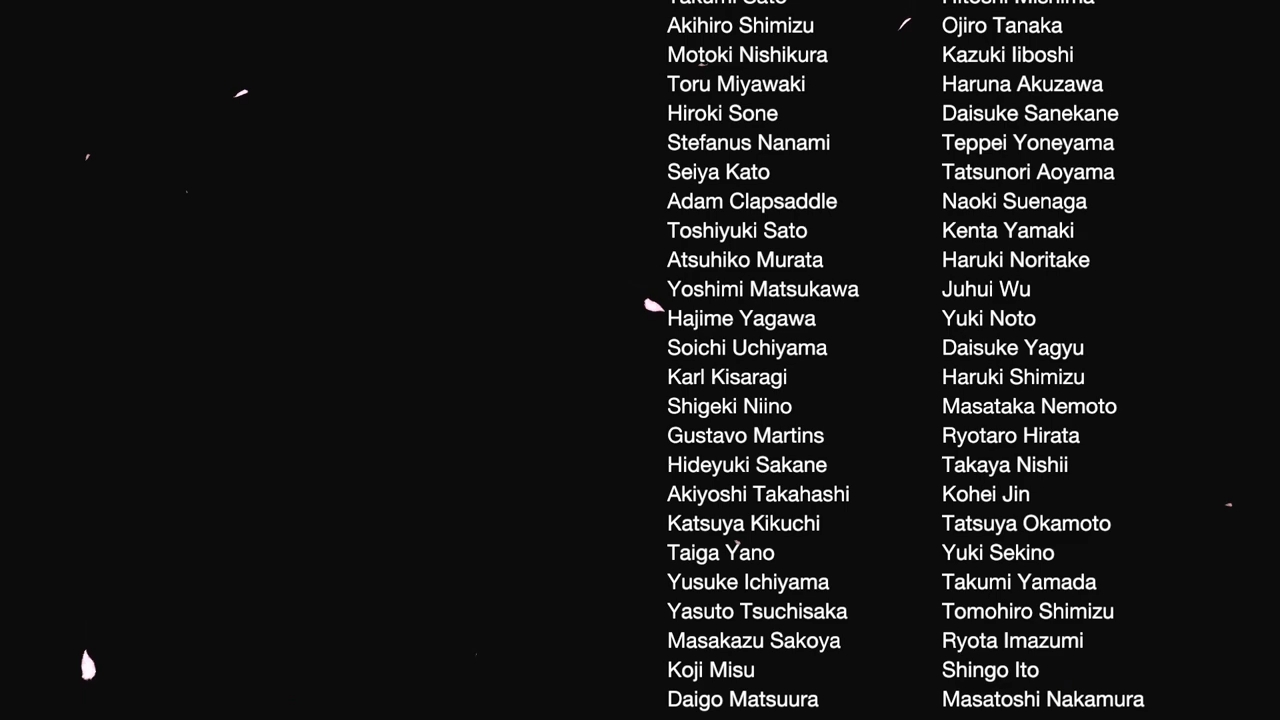 Takumi Sato Hitoshi Mishima
Akihiro Shimizu Ojiro Tanaka
Motoki Nishikura Kazuki Iiboshi
Toru Miyawaki Haruna Akuzawa
Hiroki Sone Daisuke Sanekane
Stefanus Nanami Teppei Yoneyama
Seiya Kato Tatsunori Aoyama
Adam Clapsaddle Naoki Suenaga
Toshiyuki Sato Kenta Yamaki
Atsuhiko Murata Haruki Noritake
Yoshimi Matsukawa Juhui Wu
Hajime Yagawa Yuki Noto
Soichi Uchiyama Daisuke Yagyu
Karl Kisaragi Haruki Shimizu
Shigeki Niino Masataka Nemoto
Gustavo Martins Ryotaro Hirata
Hideyuki Sakane Takaya Nishii
Akiyoshi Takahashi Kohei Jin
Katsuya Kikuchi Tatsuya Okamoto
Taiga Yano Yuki Sekino
Yusuke Ichiyama Takumi Yamada
Yasuto Tsuchisaka Tomohiro Shimizu
Masakazu Sakoya Ryota Imazumi
Koji Misu Shingo Ito
Daigo Matsuura Masatoshi Nakamura